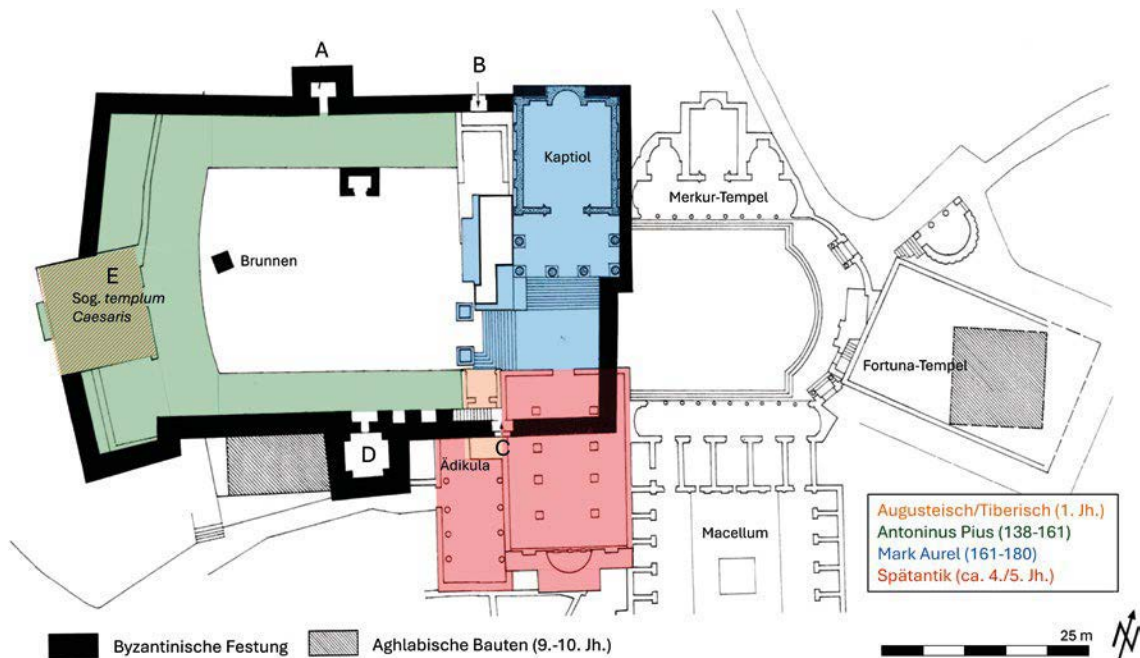 A
B
Kaptiol
Merkur-Tempel
E
Sog. templum
Caesaris
Brunnen
Fortuna-Tempel
C
D
Ädikula
Macellum
Augusteisch/Tiberisch (1. Jh.)
Antoninus Pius (138-161)
Mark Aurel (161-180)
Spätantik (ca. 4./5. Jh.)
Byzantinische Festung
Aghlabische Bauten (9.-10. Jh.)
25 m
N